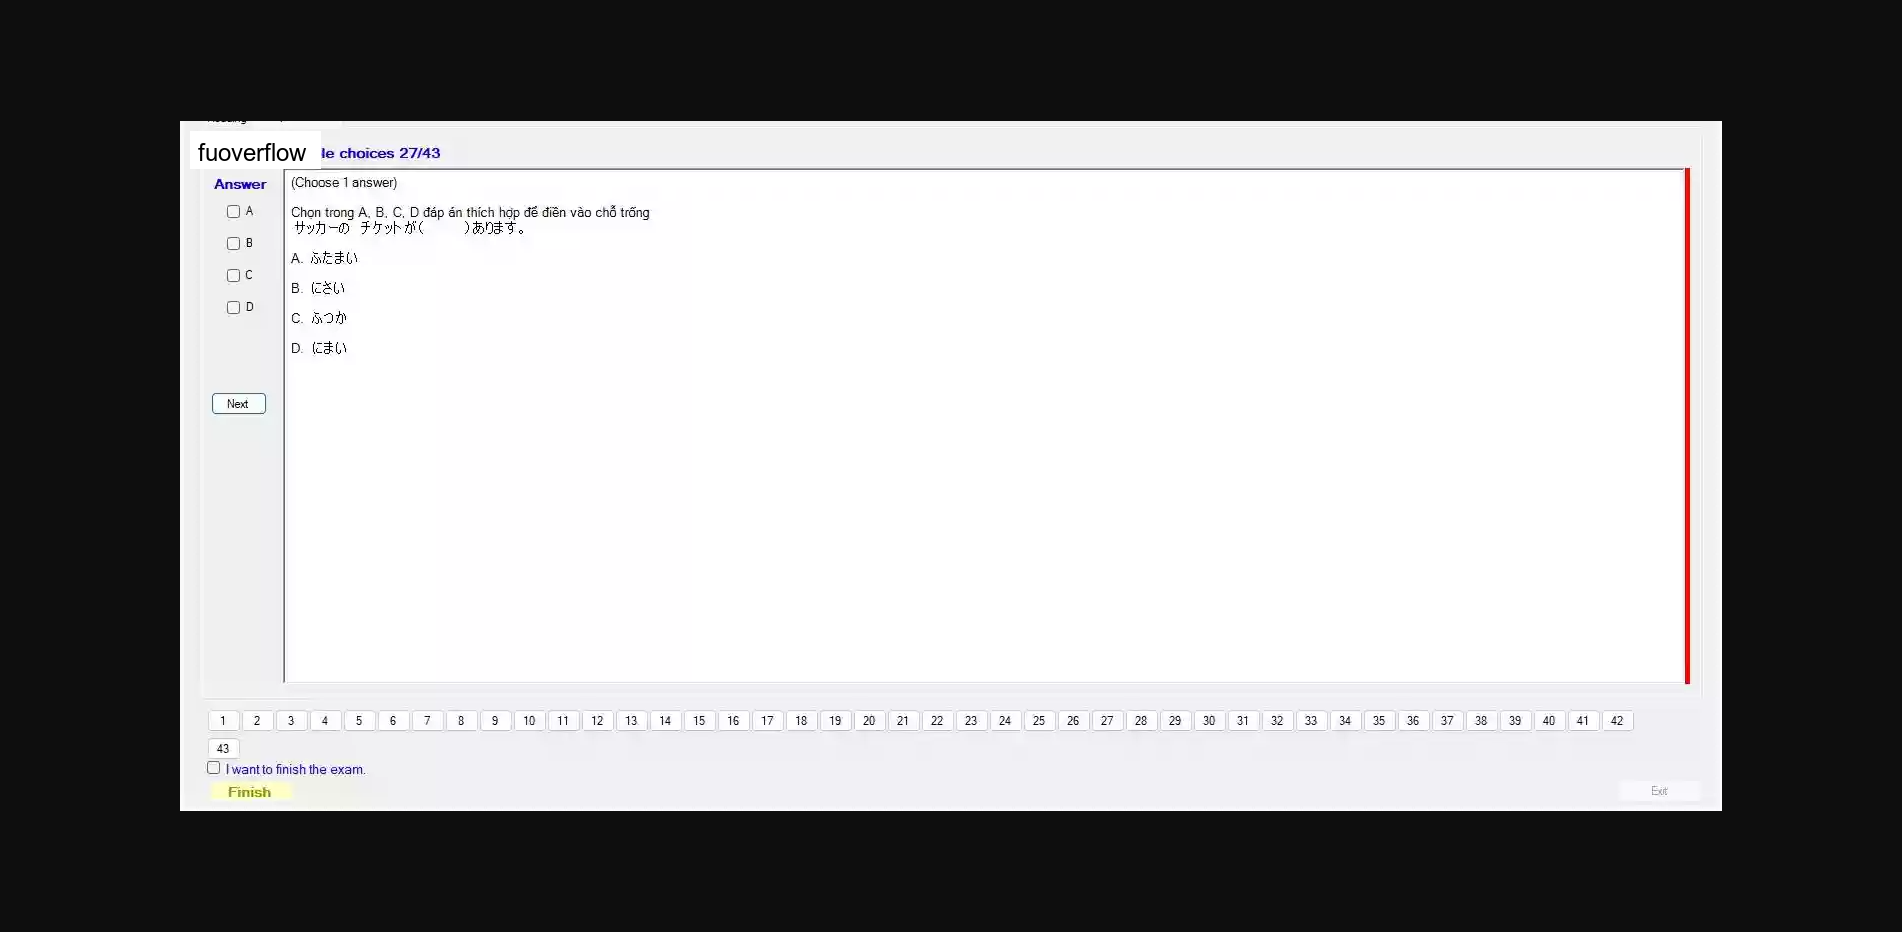 fuoverflow
le choices 27/43
Answer
(Choose 1 answer)
A
Chọn trong A, B, C, D đáp án thích hợp để điền vào chỗ trống
サッカーの チケットが( )あります。
B
A. ふたまい
C
B. にさい
D
C. ふつか
D. にまい
Next
1 2 3 4 5 6 7 8 9 10 11 12 13 14 15 16 17 18 19 20 21 22 23 24 25 26 27 28 29 30 31 32 33 34 35 36 37 38 39 40 41 42
43
I want to finish the exam.
Finish
Exit